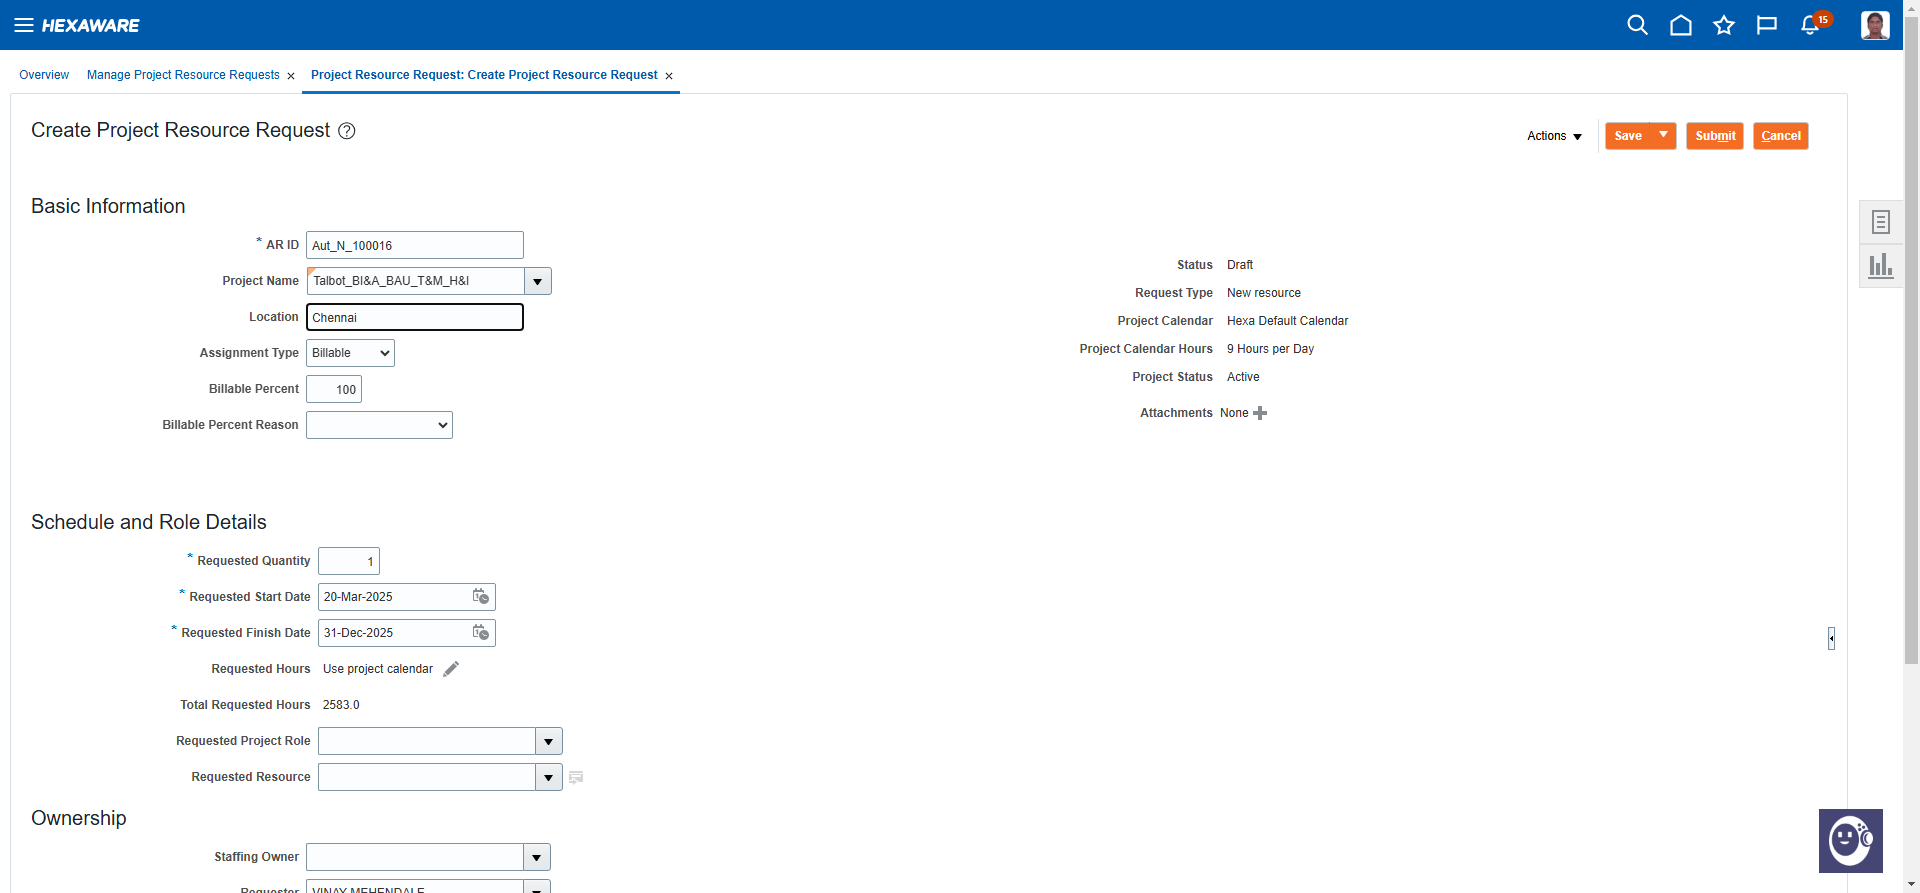 HEXAWARE
15
Overview
Manage Project Resource Requests ×
Project Resource Request: Create Project Resource Request ×
Create Project Resource Request ?
Actions
Save
Submit
Cancel
Basic Information
* AR ID Aut_N_100016
Project Name Talbot_BI&A_BAU_T&M_H&I
Location Chennai
Assignment Type Billable
Billable Percent 100
Billable Percent Reason
Status Draft
Request Type New resource
Project Calendar Hexa Default Calendar
Project Calendar Hours 9 Hours per Day
Project Status Active
Attachments None
Schedule and Role Details
* Requested Quantity 1
* Requested Start Date 20-Mar-2025
* Requested Finish Date 31-Dec-2025
Requested Hours Use project calendar
Total Requested Hours 2583.0
Requested Project Role
Requested Resource
Ownership
Staffing Owner
Requester VINAY MEHENDALE